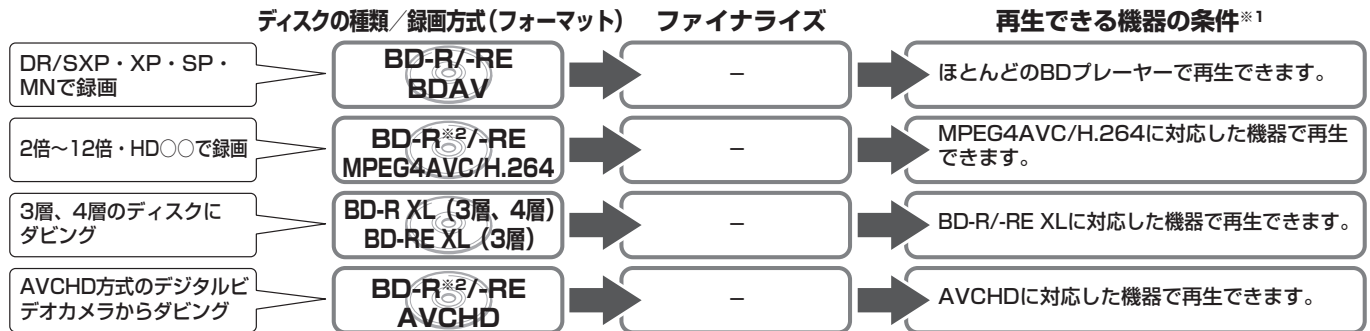 ディスクの種類／録画方式(フォーマット) ファイナライズ 再生できる機器の条件※1
DR/SXP・XP・SP・
MNで録画
BD-R/-RE
BDAV
－
ほとんどのBDプレーヤーで再生できます。
2倍～12倍・HD○○で録画
BD-R※2/-RE
MPEG4AVC/H.264
－
MPEG4AVC/H.264に対応した機器で再生
できます。
3層、4層のディスクに
ダビング
BD-R XL（3層、4層）
BD-RE XL（3層）
－
BD-R/-RE XLに対応した機器で再生できます。
AVCHD方式のデジタルビ
デオカメラからダビング
BD-R※2/-RE
AVCHD
－
AVCHDに対応した機器で再生できます。